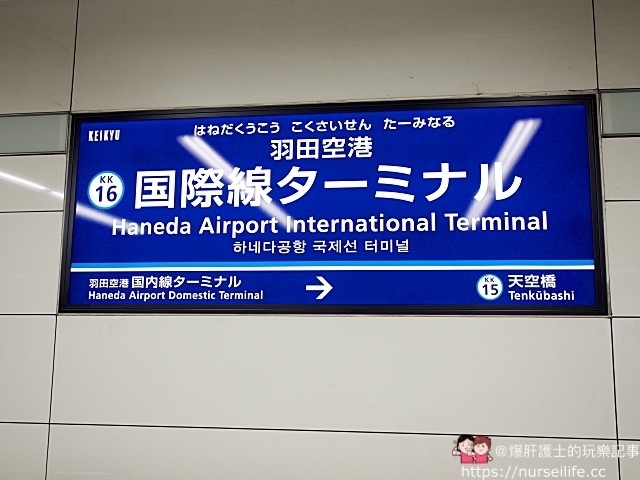 KEIKYU
はねだくうこう こくさいせん たーみなる
羽田空港
KK
16
国際線ターミナル
Haneda Airport International Terminal
하네다공항 국제선 터미널
羽田空港 国内線ターミナル
Haneda Airport Domestic Terminal
→
KK
15
天空橋
Tenkūbashi
@爆肝護士的玩樂記事
https://nurseilife.cc